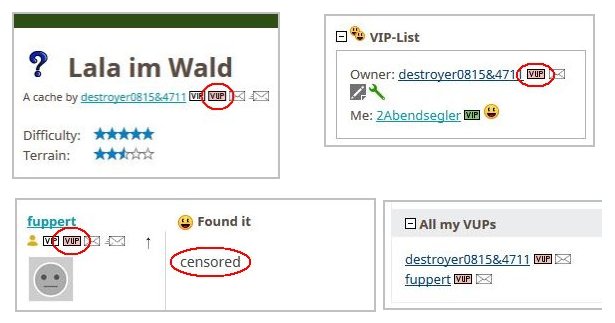 Lala im Wald
A cache by destroyer0815&4711 VIP VUP
Difficulty:
Terrain:
VIP-List
Owner: destroyer0815&4711 VUP
Me: 2Abendsegler VIP
fuppert
VIP VUP
Found it
censored
All my VUPs
destroyer0815&4711 VUP
fuppert VUP